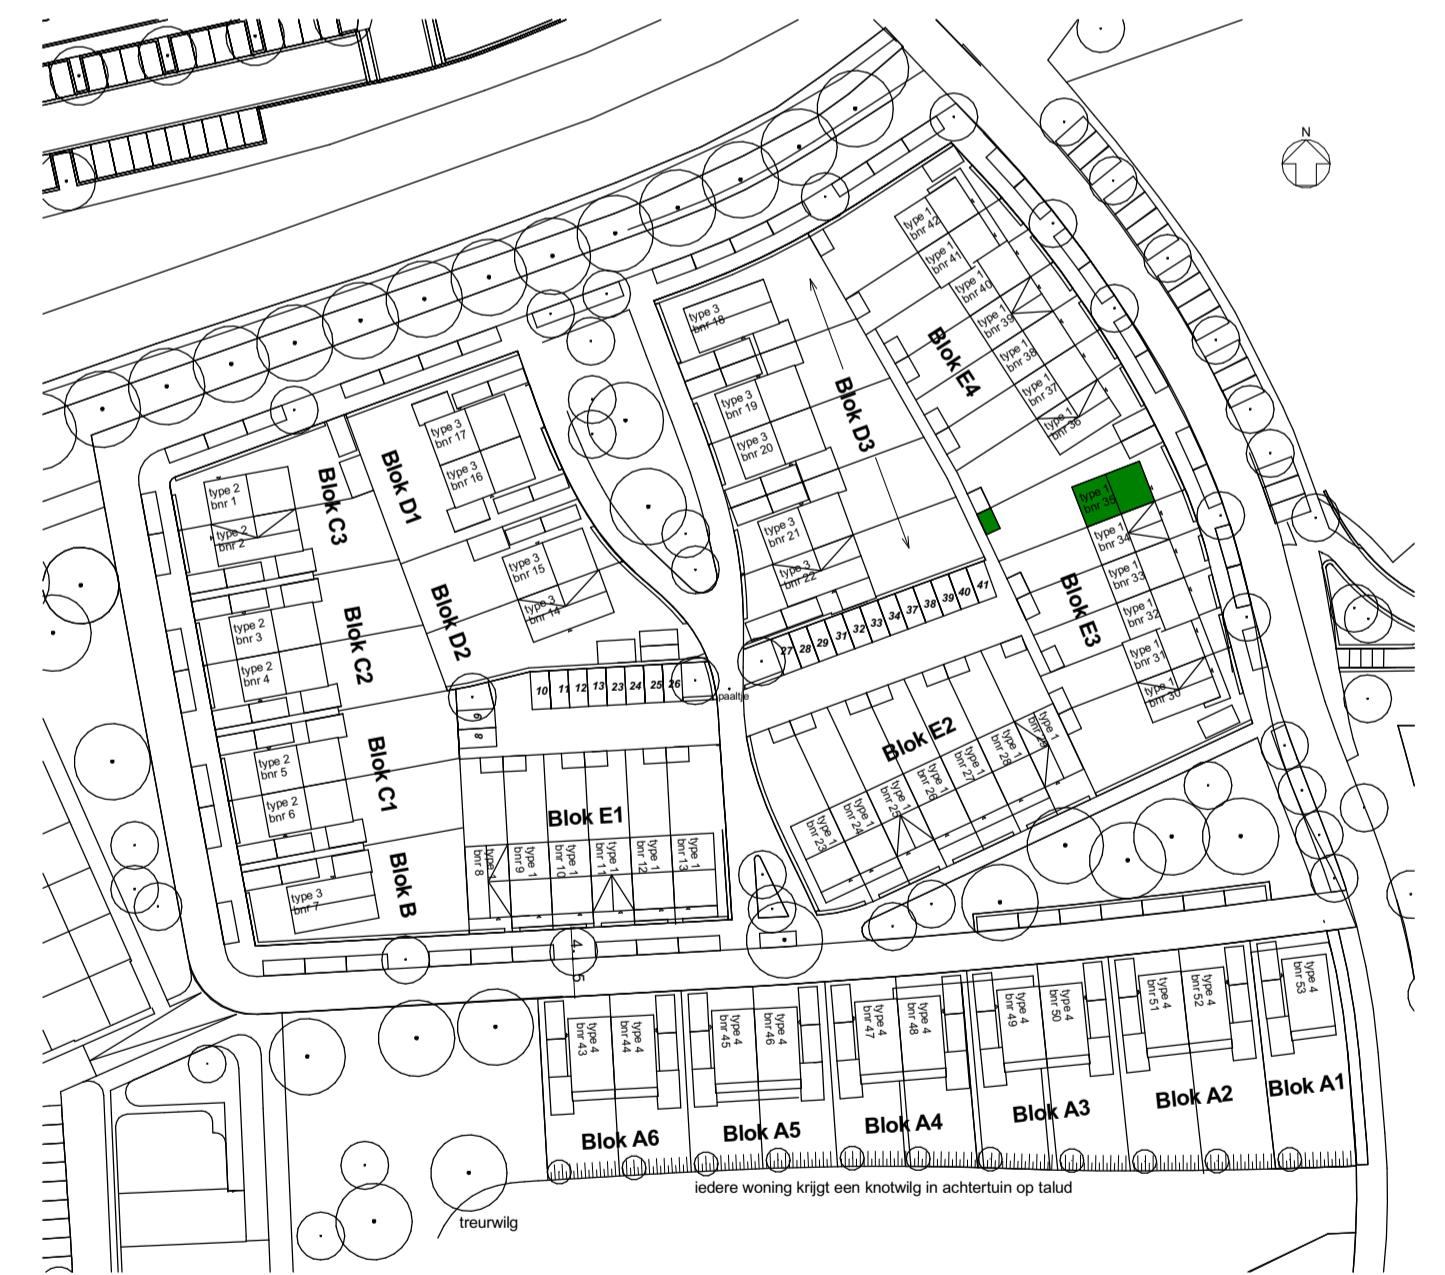 N
type 1
bnr 42
type 1
bnr 41
type 1
bnr 40
type 1
bnr 39
type 1
bnr 38
type 1
bnr 37
type 1
bnr 36
Blok E4
type 3
bnr 18
type 3
bnr 19
type 3
bnr 20
type 3
bnr 21
type 3
bnr 22
Blok D3
type 3
bnr 17
type 3
bnr 16
Blok D1
type 3
bnr 15
type 3
bnr 14
Blok D2
type 2
bnr 1
type 2
bnr 2
Blok C3
type 2
bnr 3
type 2
bnr 4
Blok C2
type 2
bnr 5
type 2
bnr 6
Blok C1
type 3
bnr 7
Blok B
type 1
bnr 35
type 1
bnr 34
type 1
bnr 33
type 1
bnr 32
type 1
bnr 31
type 1
bnr 30
Blok E3
27 28 29 31 32 33 34 37 38 39 40 41
10 11 12 13 23 24 25 26
9
8
paaltje
Blok E2
type 1
bnr 23
type 1
bnr 24
type 1
bnr 25
type 1
bnr 26
type 1
bnr 27
type 1
bnr 28
type 1
bnr 29
Blok E1
type 1
bnr 8
type 1
bnr 9
type 1
bnr 10
type 1
bnr 11
type 1
bnr 12
type 1
bnr 13
4.5
type 4
bnr 43
type 4
bnr 44
type 4
bnr 45
type 4
bnr 46
type 4
bnr 47
type 4
bnr 48
type 4
bnr 49
type 4
bnr 50
type 4
bnr 51
type 4
bnr 52
type 4
bnr 53
Blok A6
Blok A5
Blok A4
Blok A3
Blok A2
Blok A1
iedere woning krijgt een knotwilg in achtertuin op talud
treurwilg